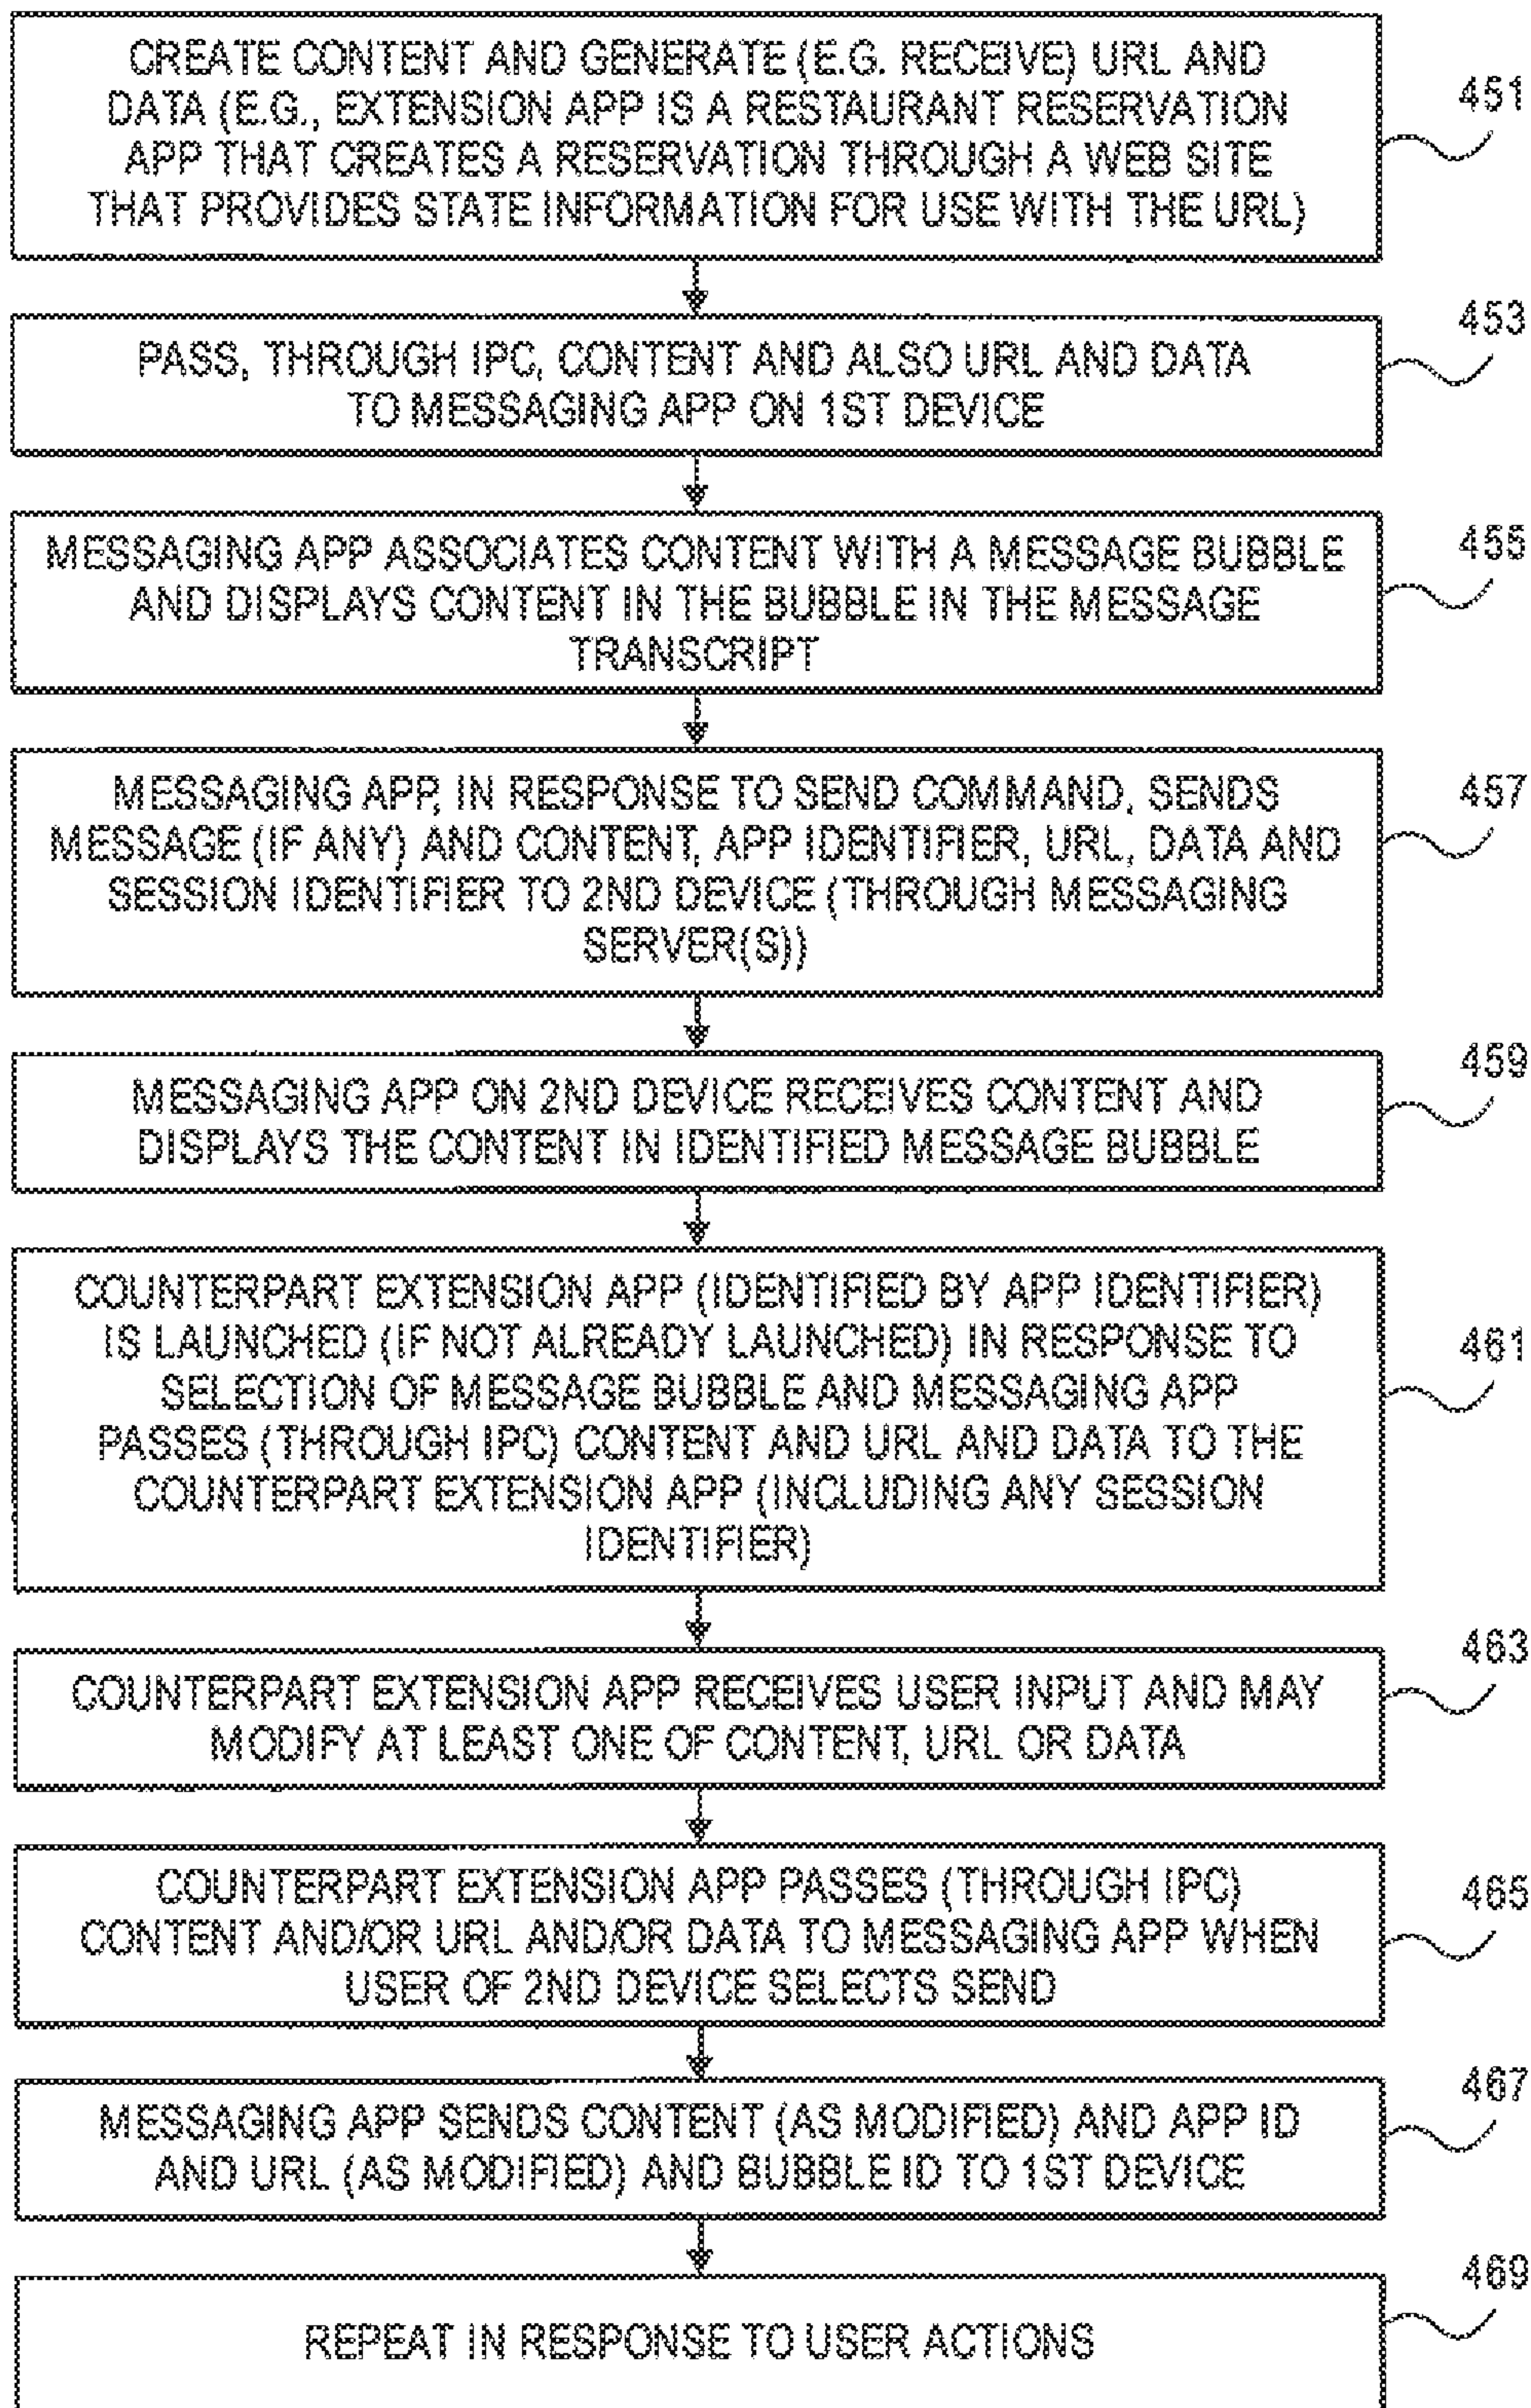 CREATE CONTENT AND GENERATE (E.G. RECEIVE) URL AND
DATA (E.G., EXTENSION APP IS A RESTAURANT RESERVATION
APP THAT CREATES A RESERVATION THROUGH A WEB SITE
THAT PROVIDES STATE INFORMATION FOR USE WITH THE URL)
451
PASS, THROUGH IPC, CONTENT AND ALSO URL AND DATA
TO MESSAGING APP ON 1ST DEVICE
453
MESSAGING APP ASSOCIATES CONTENT WITH A MESSAGE BUBBLE
AND DISPLAYS CONTENT IN THE BUBBLE IN THE MESSAGE
TRANSCRIPT
455
MESSAGING APP, IN RESPONSE TO SEND COMMAND, SENDS
MESSAGE (IF ANY) AND CONTENT, APP IDENTIFIER, URL, DATA AND
SESSION IDENTIFIER TO 2ND DEVICE (THROUGH MESSAGING
SERVER(S))
457
MESSAGING APP ON 2ND DEVICE RECEIVES CONTENT AND
DISPLAYS THE CONTENT IN IDENTIFIED MESSAGE BUBBLE
459
COUNTERPART EXTENSION APP (IDENTIFIED BY APP IDENTIFIER)
IS LAUNCHED (IF NOT ALREADY LAUNCHED) IN RESPONSE TO
SELECTION OF MESSAGE BUBBLE AND MESSAGING APP
PASSES (THROUGH IPC) CONTENT AND URL AND DATA TO THE
COUNTERPART EXTENSION APP (INCLUDING ANY SESSION
IDENTIFIER)
461
COUNTERPART EXTENSION APP RECEIVES USER INPUT AND MAY
MODIFY AT LEAST ONE OF CONTENT, URL OR DATA
463
COUNTERPART EXTENSION APP PASSES (THROUGH IPC)
CONTENT AND/OR URL AND/OR DATA TO MESSAGING APP WHEN
USER OF 2ND DEVICE SELECTS SEND
465
MESSAGING APP SENDS CONTENT (AS MODIFIED) AND APP ID
AND URL (AS MODIFIED) AND BUBBLE ID TO 1ST DEVICE
467
REPEAT IN RESPONSE TO USER ACTIONS
469